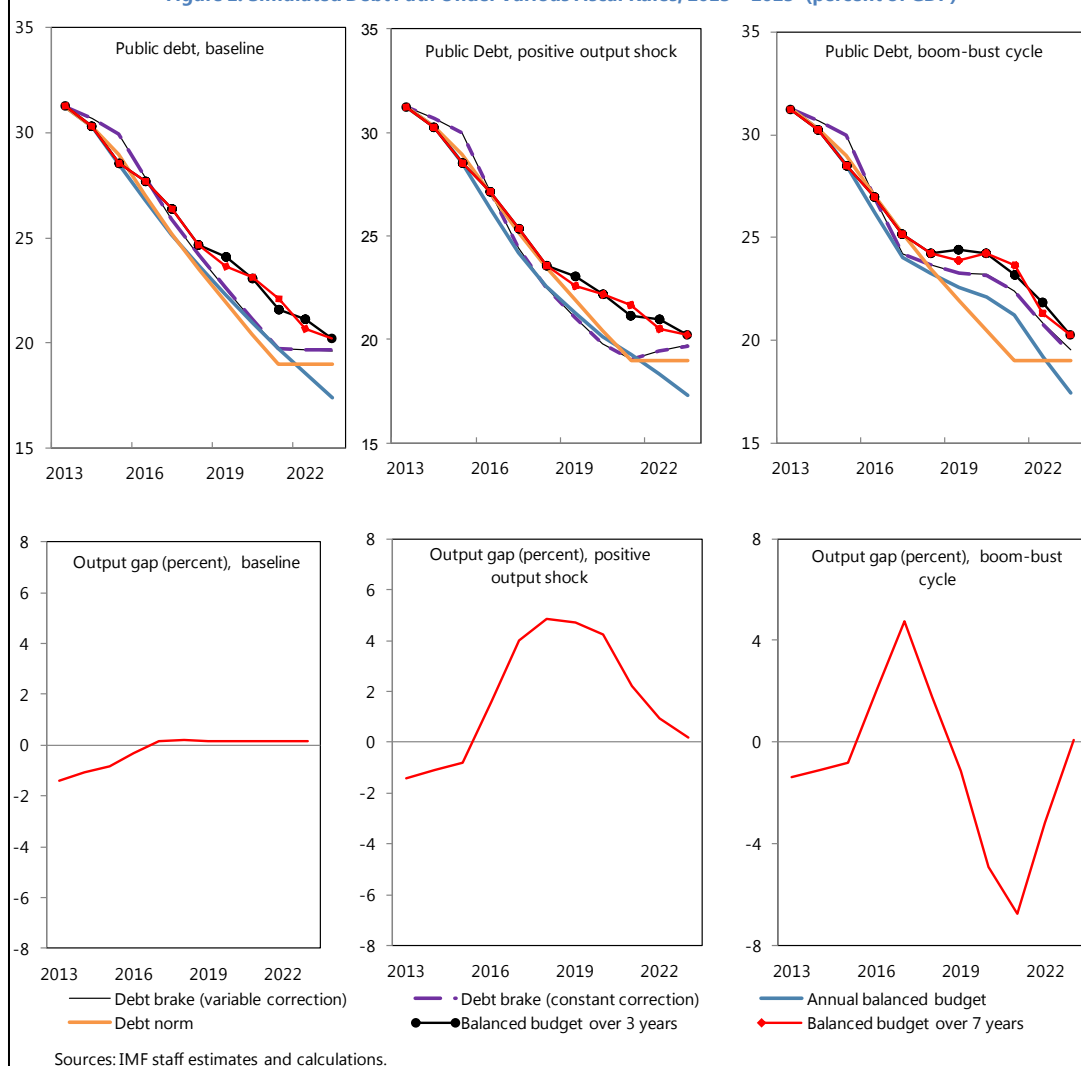 Public debt, baseline
Public Debt, positive output shock
Public Debt, boom-bust cycle
35
35
30
30
30
25
25
25
20
20
20
15
15
15
2013 2016 2019 2022
2013 2016 2019 2022
2013 2016 2019 2022
Output gap (percent), baseline
Output gap (percent), positive
output shock
Output gap (percent), boom-bust
cycle
8
6
4
2
0
-2
-4
-6
-8
8
6
4
2
0
-2
-4
-6
-8
8
4
0
-4
-8
2013 2016 2019 2022
2013 2016 2019 2022
2013 2016 2019 2022
Debt brake (variable correction)
Debt brake (constant correction)
Annual balanced budget
Debt norm
Balanced budget over 3 years
Balanced budget over 7 years
Sources: IMF staff estimates and calculations.